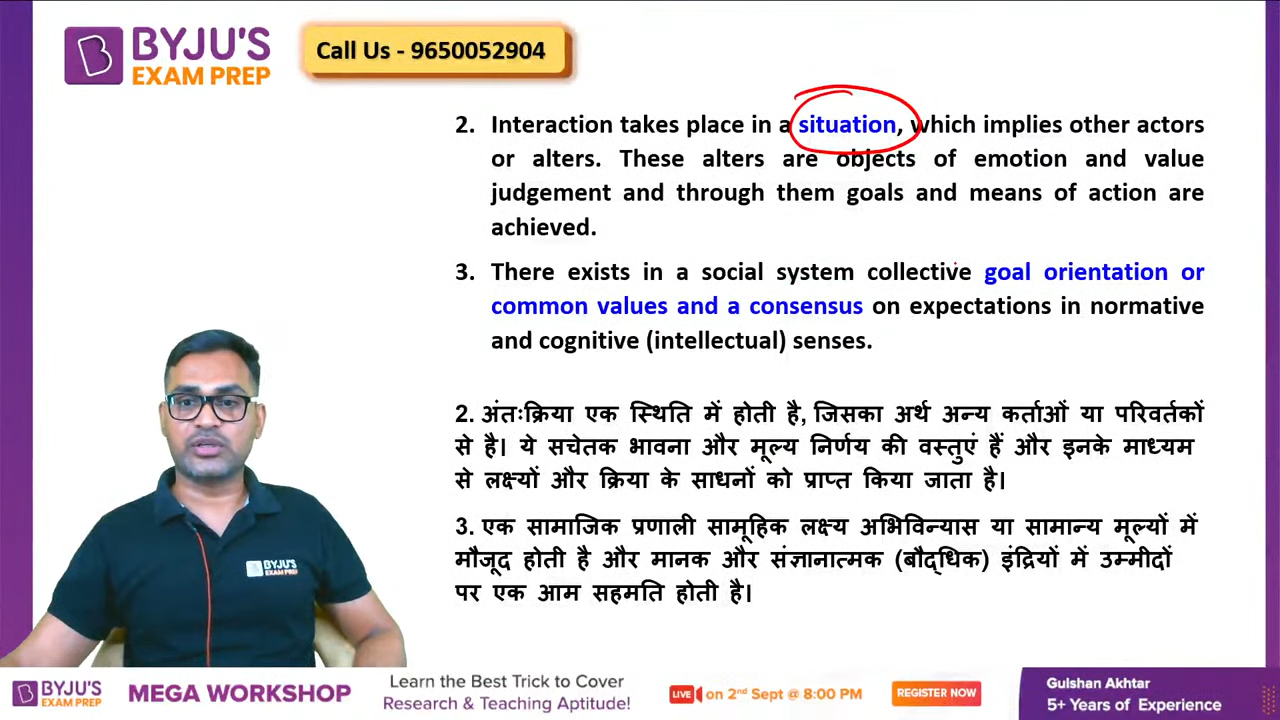 BYJU'S
EXAM PREP
Call Us - 9650052904
2. Interaction takes place in a situation, which implies other actors
or alters. These alters are objects of emotion and value
judgement and through them goals and means of action are
achieved.
3. There exists in a social system collective goal orientation or
common values and a consensus on expectations in normative
and cognitive (intellectual) senses.
2. अंतःक्रिया एक स्थिति में होती है, जिसका अर्थ अन्य कर्ताओं या परिवर्तकों
से है। ये सचेतक भावना और मूल्य निर्णय की वस्तुएं हैं और इनके माध्यम
से लक्ष्यों और क्रिया के साधनों को प्राप्त किया जाता है।
3. एक सामाजिक प्रणाली सामूहिक लक्ष्य अभिविन्यास या सामान्य मूल्यों में
मौजूद होती है और मानक और संज्ञानात्मक (बौद्धिक) इंद्रियों में उम्मीदों
पर एक आम सहमति होती है।
BYJU'S
EXAM PREP
BYJU'S
EXAM PREP
MEGA WORKSHOP
Learn the Best Trick to Cover
Research & Teaching Aptitude!
LIVE on 2nd Sept @ 8:00 PM
REGISTER NOW
Gulshan Akhtar
5+ Years of Experience